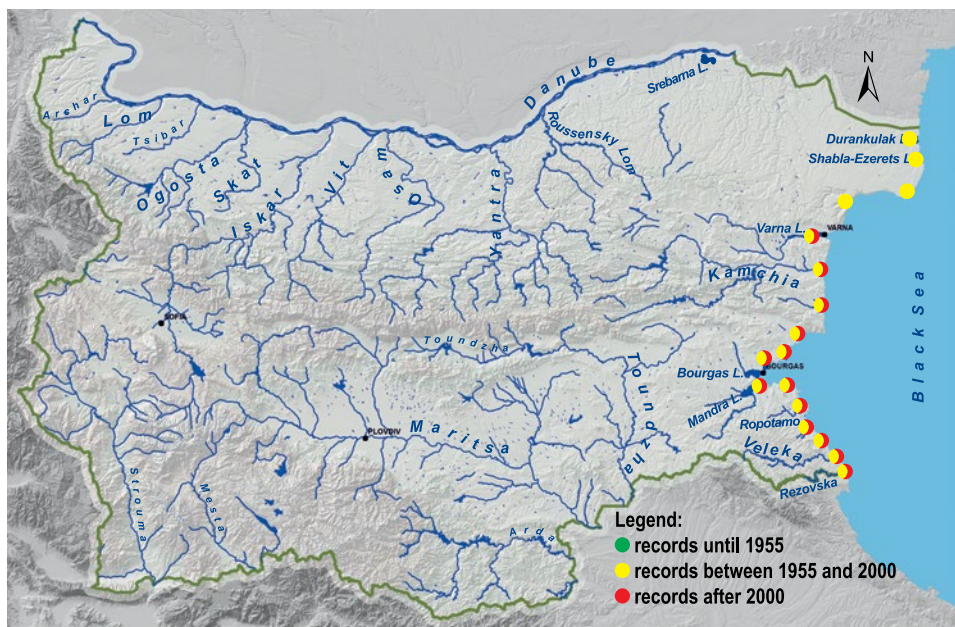 N
Danube
Srebarna L.
Archar
Lom
Tsibar
Roussensky Lom
Durankulak L.
Shabla-Ezerets L.
Ogosta
Skat
Iskar
Vit
Osam
Yantra
Varna L.
VARNA
Kamchia
SOFIA
Black Sea
Toundzha
Toundzha
Bourgas L.
BOURGAS
Mandra L.
Ropotamo
PLOVDIV
Maritsa
Veleka
Rezovska
Strouma
Mesta
Arda
Legend:
records until 1955
records between 1955 and 2000
records after 2000